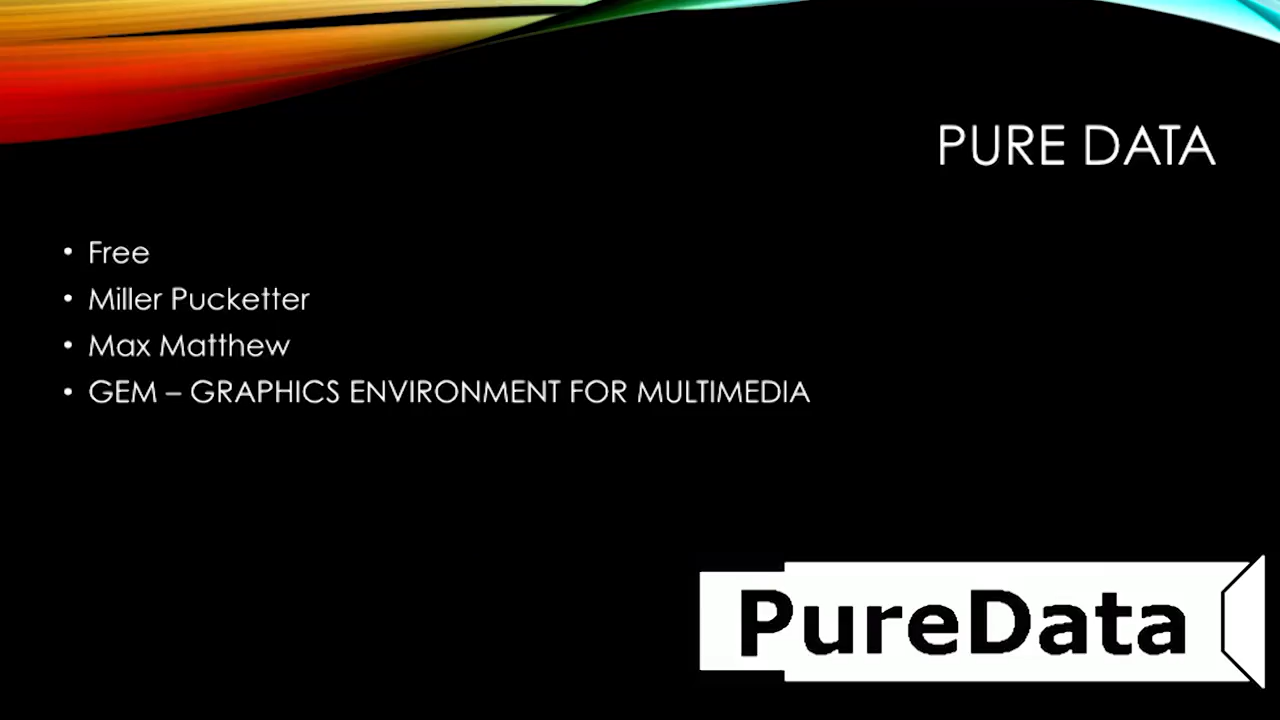 PURE DATA
• Free
• Miller Pucketter
• Max Matthew
• GEM – GRAPHICS ENVIRONMENT FOR MULTIMEDIA
PureData